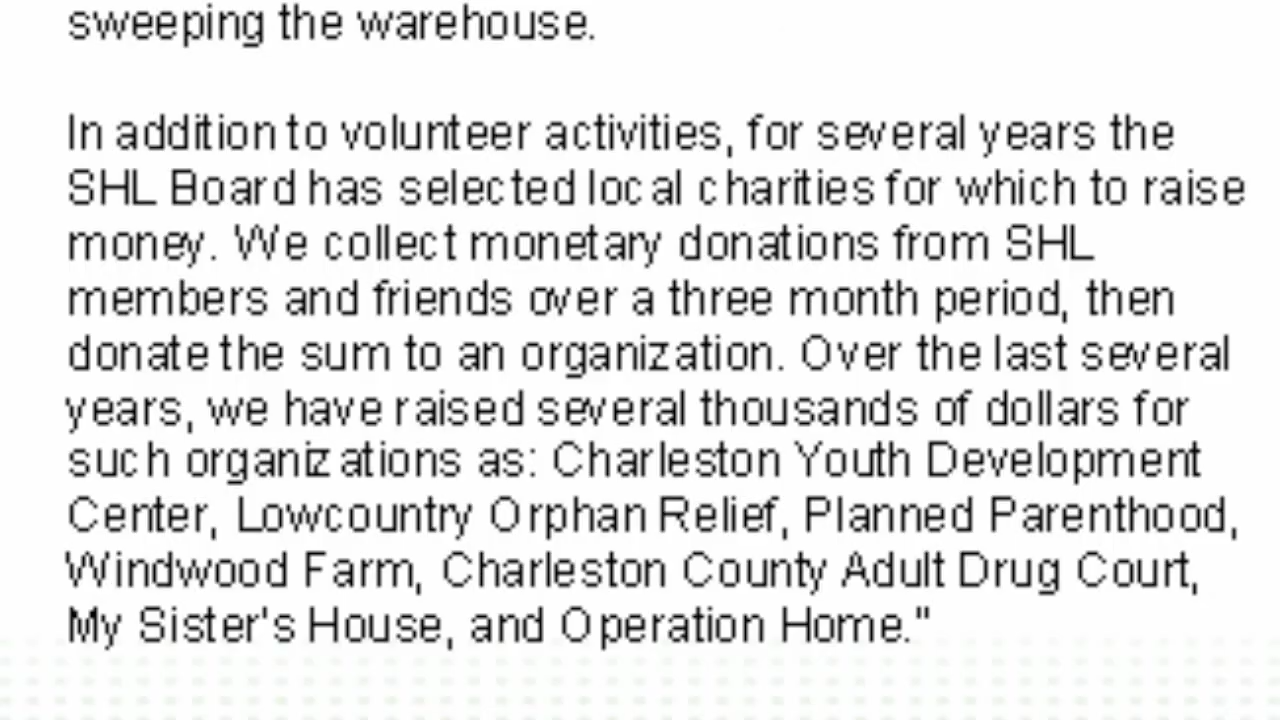 sweeping the warehouse.
In addition to volunteer activities, for several years the
SHL Board has selected local charities for which to raise
money. We collect monetary donations from SHL
members and friends over a three month period, then
donate the sum to an organization. Over the last several
years, we have raised several thousands of dollars for
such organizations as: Charleston Youth Development
Center, Lowcountry Orphan Relief, Planned Parenthood,
Windwood Farm, Charleston County Adult Drug Court,
My Sister's House, and Operation Home."